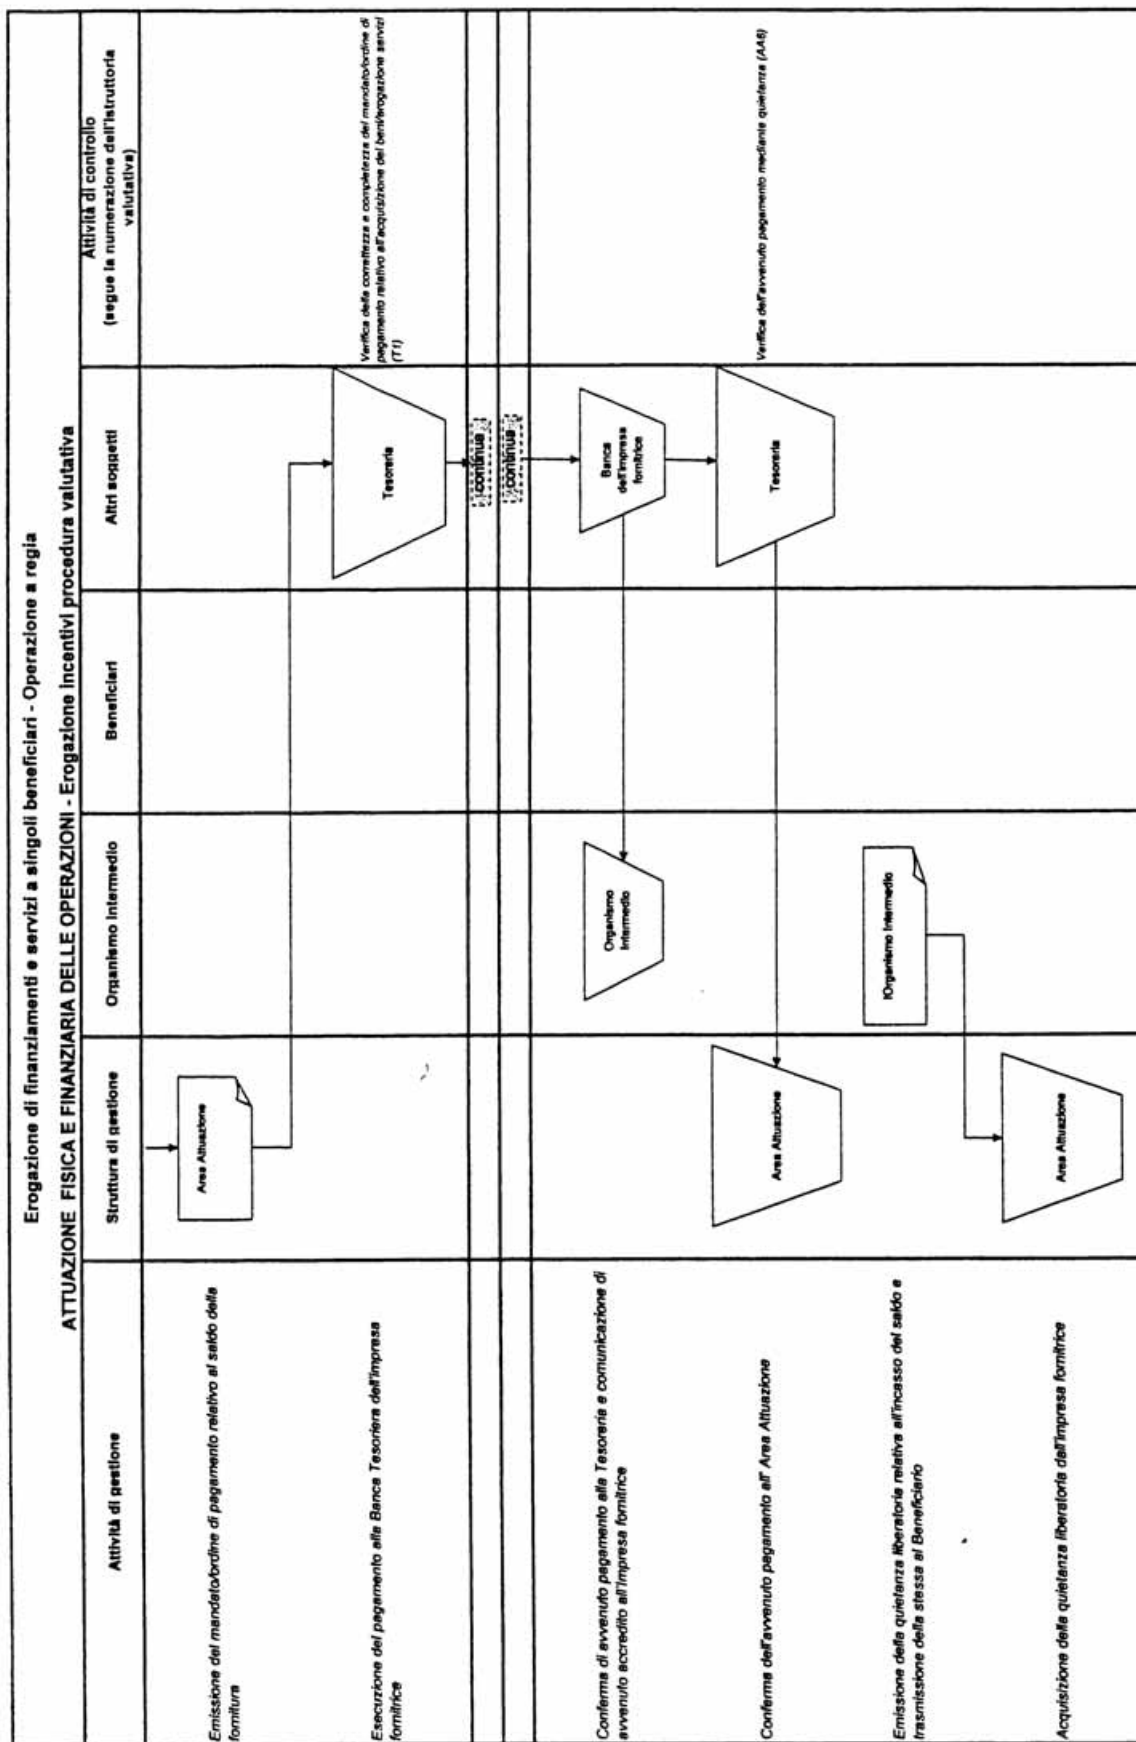 Erogazione di finanziamenti e servizi a singoli beneficiari - Operazione a regia
ATTUAZIONE FISICA E FINANZIARIA DELLE OPERAZIONI - Erogazione incentivi procedura valutativa
Attività di gestione
Struttura di gestione
Organismo Intermedio
Beneficiari
Altri soggetti
Attività di controllo
(segue la numerazione dell'istruttoria
valutativa)
Emissione del mandato/ordine di pagamento relativo al saldo della
fornitura
Area Attuazione
Esecuzione del pagamento alla Banca Tesoriera dell'impresa
fornitrice
Tesoreria
Verifica della correttezza e completezza del mandato/ordine di
pagamento relativo all'acquisizione dei beni/erogazione servizi
(T1)
continua
continua
Conferma di avvenuto pagamento alla Tesoreria e comunicazione di
avvenuto accredito all'impresa fornitrice
Organismo
Intermedio
Banca
dell'impresa
fornitrice
Conferma dell'avvenuto pagamento all' Area Attuazione
Area Attuazione
Tesoreria
Verifica dell'avvenuto pagamento mediante quietanza (AA6)
Emissione della quietanza liberatoria relativa all'incasso del saldo e
trasmissione della stessa al Beneficiario
l'Organismo Intermedio
Acquisizione della quietanza liberatoria dall'impresa fornitrice
Area Attuazione